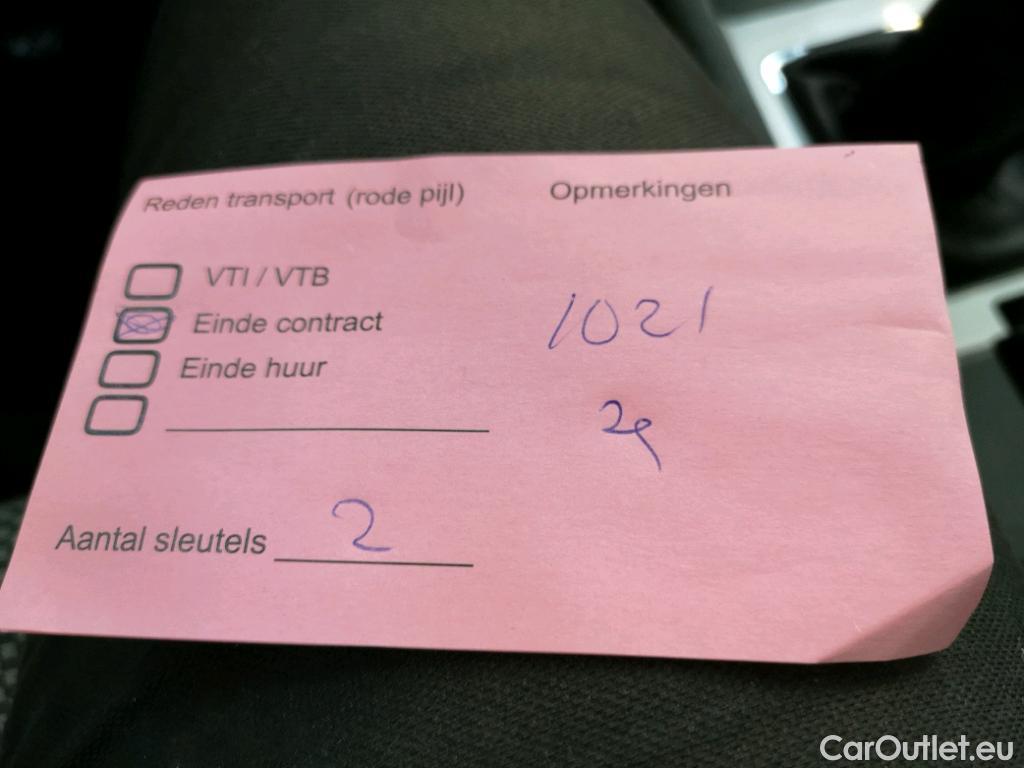 Reden transport (rode pijl)
VTI / VTB
Einde contract
Einde huur
Aantal sleutels 2
Opmerkingen
1021
CarOutlet.eu